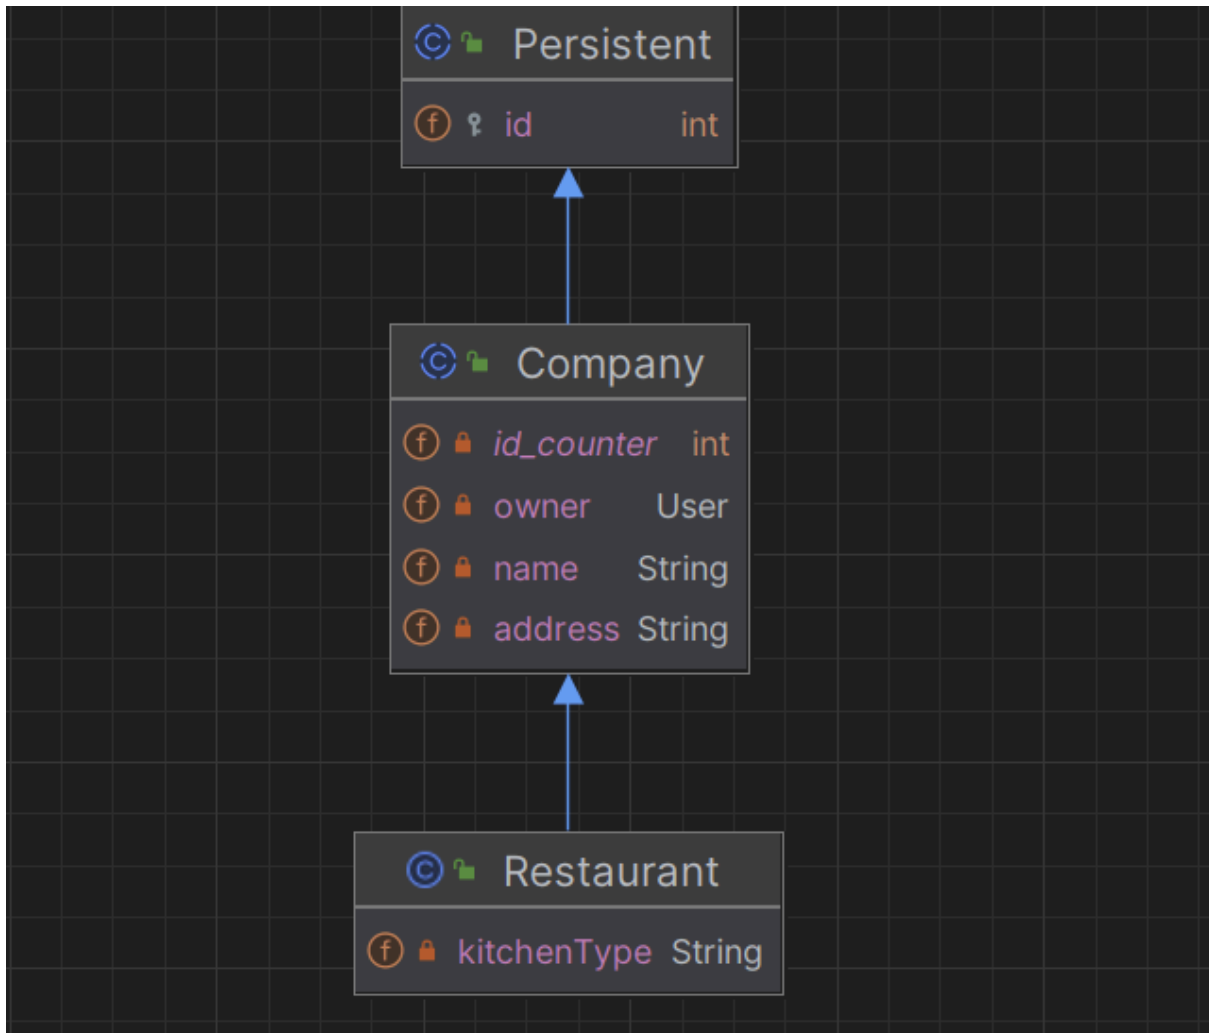 Persistent
id int
Company
id_counter int
owner User
name String
address String
Restaurant
kitchenType String